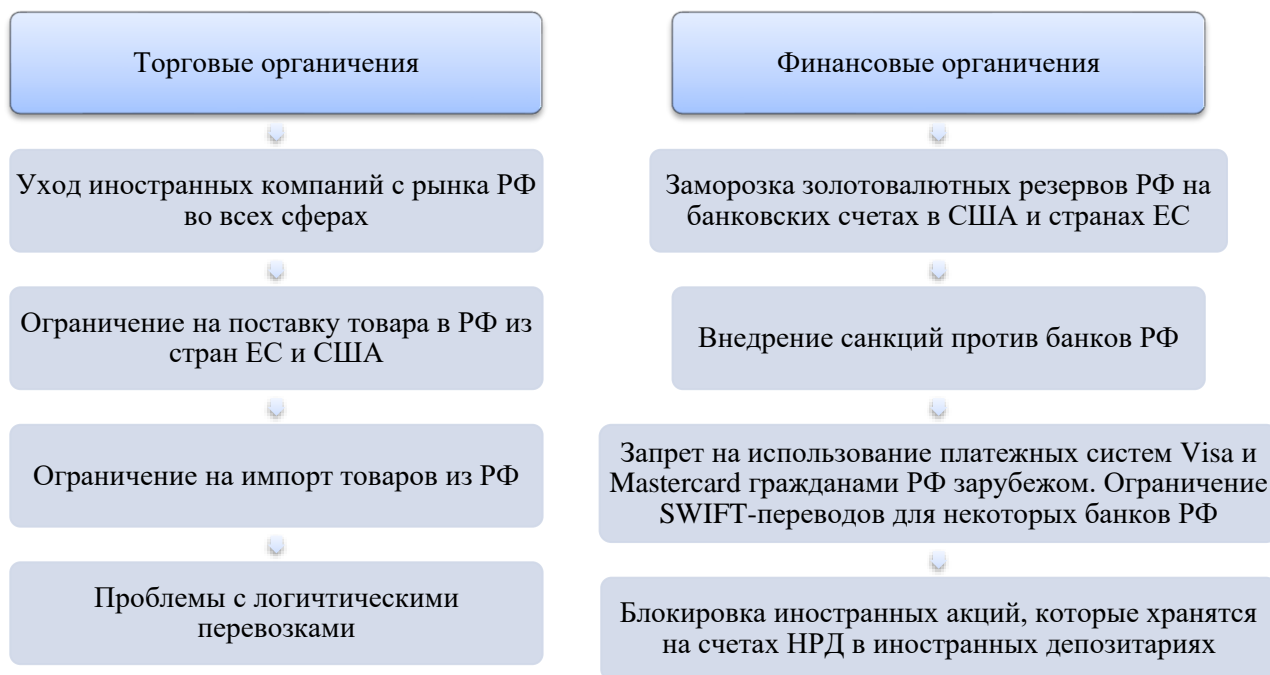 Торговые органичения
Уход иностранных компаний с рынка РФ
во всех сферах
Ограничение на поставку товара в РФ из
стран ЕС и США
Ограничение на импорт товаров из РФ
Проблемы с логичтическими
перевозками
Финансовые органичения
Заморозка золотовалютных резервов РФ на
банковских счетах в США и странах ЕС
Внедрение санкций против банков РФ
Запрет на использование платежных систем Visa и
Mastercard гражданами РФ зарубежом. Ограничение
SWIFT-переводов для некоторых банков РФ
Блокировка иностранных акций, которые хранятся
на счетах НРД в иностранных депозитариях